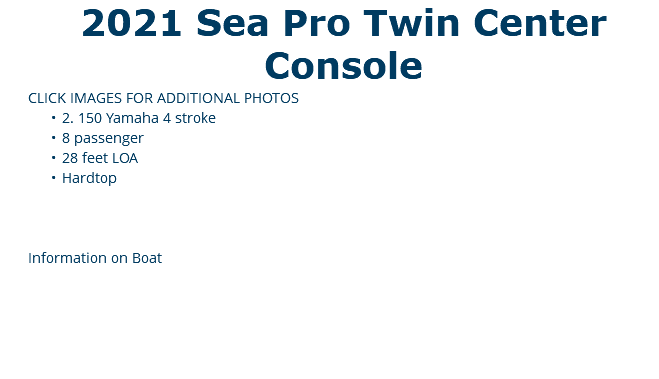 2021 Sea Pro Twin Center
Console
CLICK IMAGES FOR ADDITIONAL PHOTOS
• 2. 150 Yamaha 4 stroke
• 8 passenger
• 28 feet LOA
• Hardtop
Information on Boat